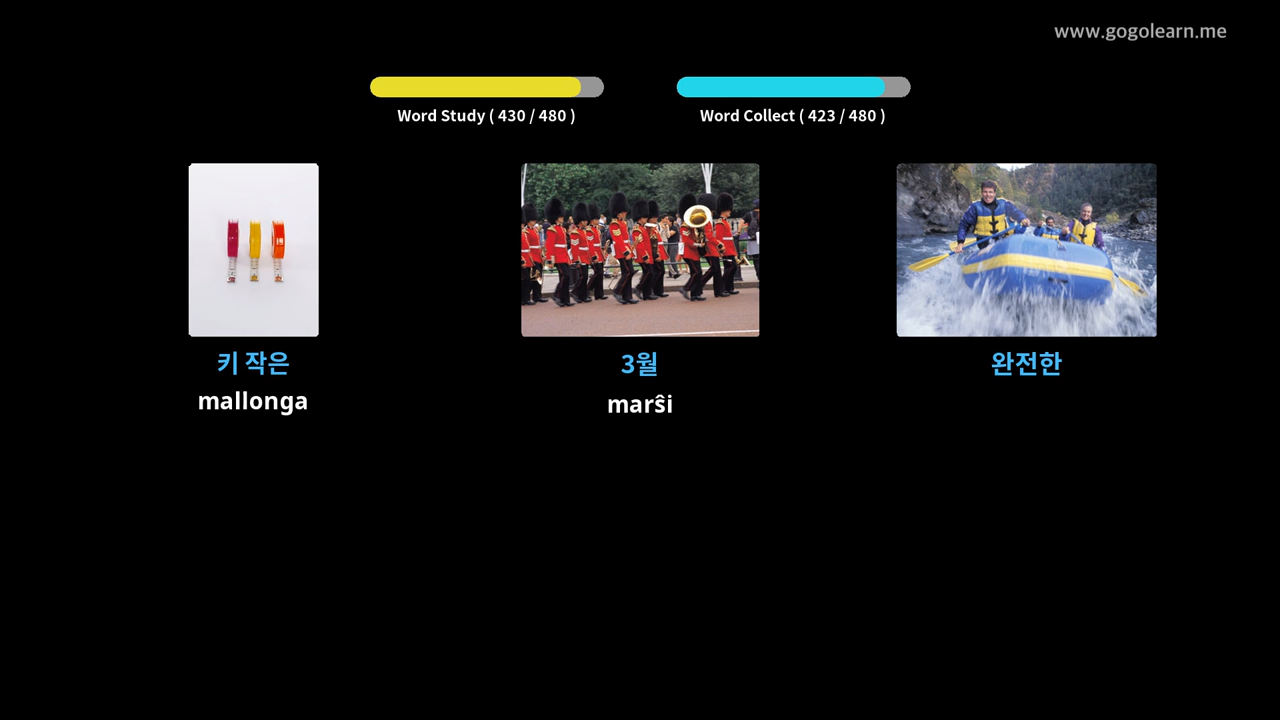 www.gogolearn.me
Word Study ( 430 / 480 )
Word Collect ( 423 / 480 )
키 작은
mallonga
3월
marŝi
완전한